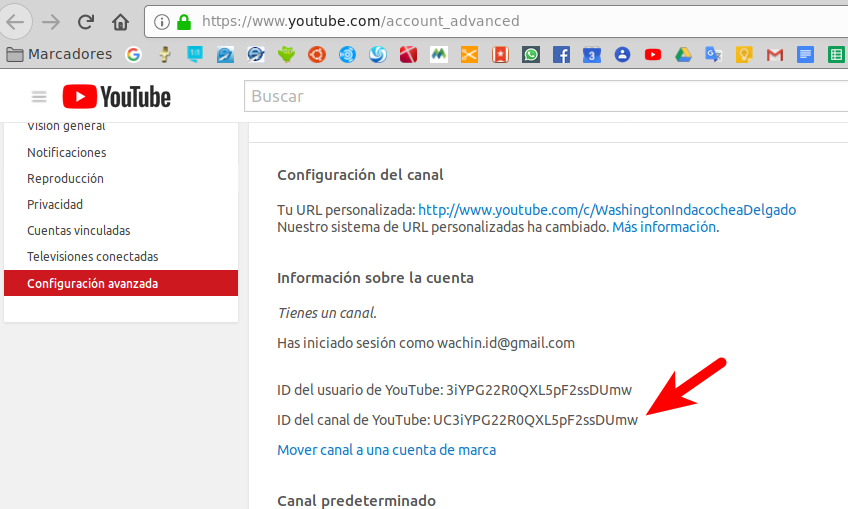 https://www.youtube.com/account_advanced
Marcadores
YouTube
Buscar
Visión general
Notificaciones
Reproducción
Privacidad
Cuentas vinculadas
Televisiones conectadas
Configuración avanzada
Configuración del canal
Tu URL personalizada: http://www.youtube.com/c/WashingtonIndacocheaDelgado
Nuestro sistema de URL personalizadas ha cambiado. Más información.
Información sobre la cuenta
Tienes un canal.
Has iniciado sesión como wachin.id@gmail.com
ID del usuario de YouTube: 3iYPG22R0QXL5pF2ssDUmw
ID del canal de YouTube: UC3iYPG22R0QXL5pF2ssDUmw
Mover canal a una cuenta de marca
Canal predeterminado